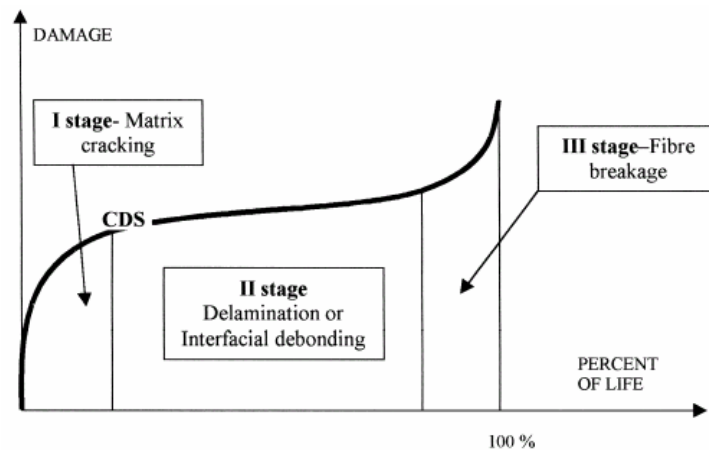 DAMAGE
I stage- Matrix
cracking
III stage–Fibre
breakage
CDS
II stage
Delamination or
Interfacial debonding
PERCENT
OF LIFE
100 %